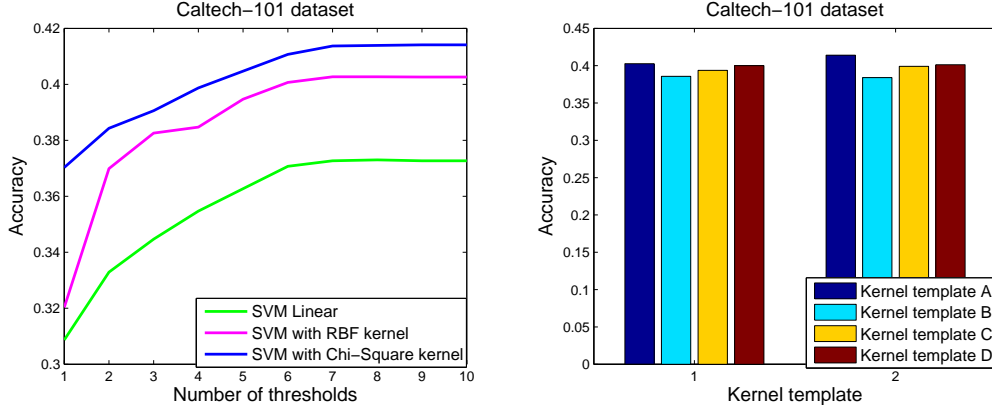 Caltech−101 dataset
0.42
0.4
0.38
0.36
0.34
0.32
0.3
Accuracy
1 2 3 4 5 6 7 8 9 10
Number of thresholds
SVM Linear
SVM with RBF kernel
SVM with Chi−Square kernel
Caltech−101 dataset
0.45
0.4
0.35
0.3
0.25
0.2
0.15
0.1
0.05
0
Accuracy
1 2
Kernel template
Kernel template A
Kernel template B
Kernel template C
Kernel template D